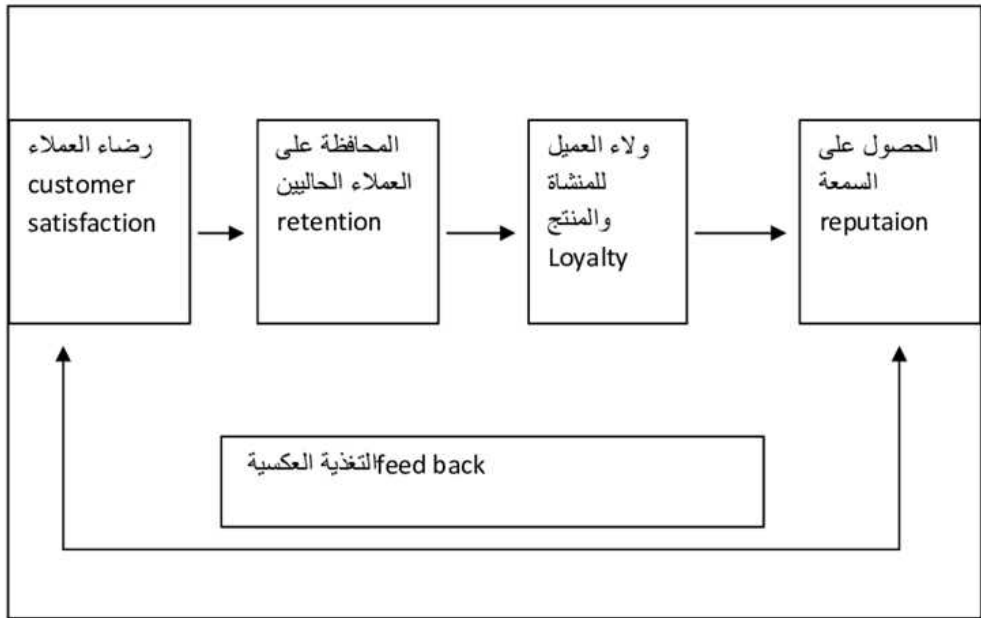 رضاء العملاء
customer
satisfaction
المحافظة على
العملاء الحاليين
retention
ولاء العميل
للمنشاة
والمنتج
Loyalty
الحصول على
السمعة
reputaion
التغذية العكسيةfeed back